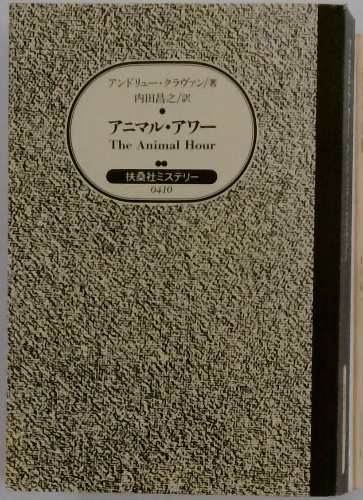 アンドリュー・クラヴァン/著
内田昌之/訳
アニマル・アワー
The Animal Hour
扶桑社ミステリー
0410